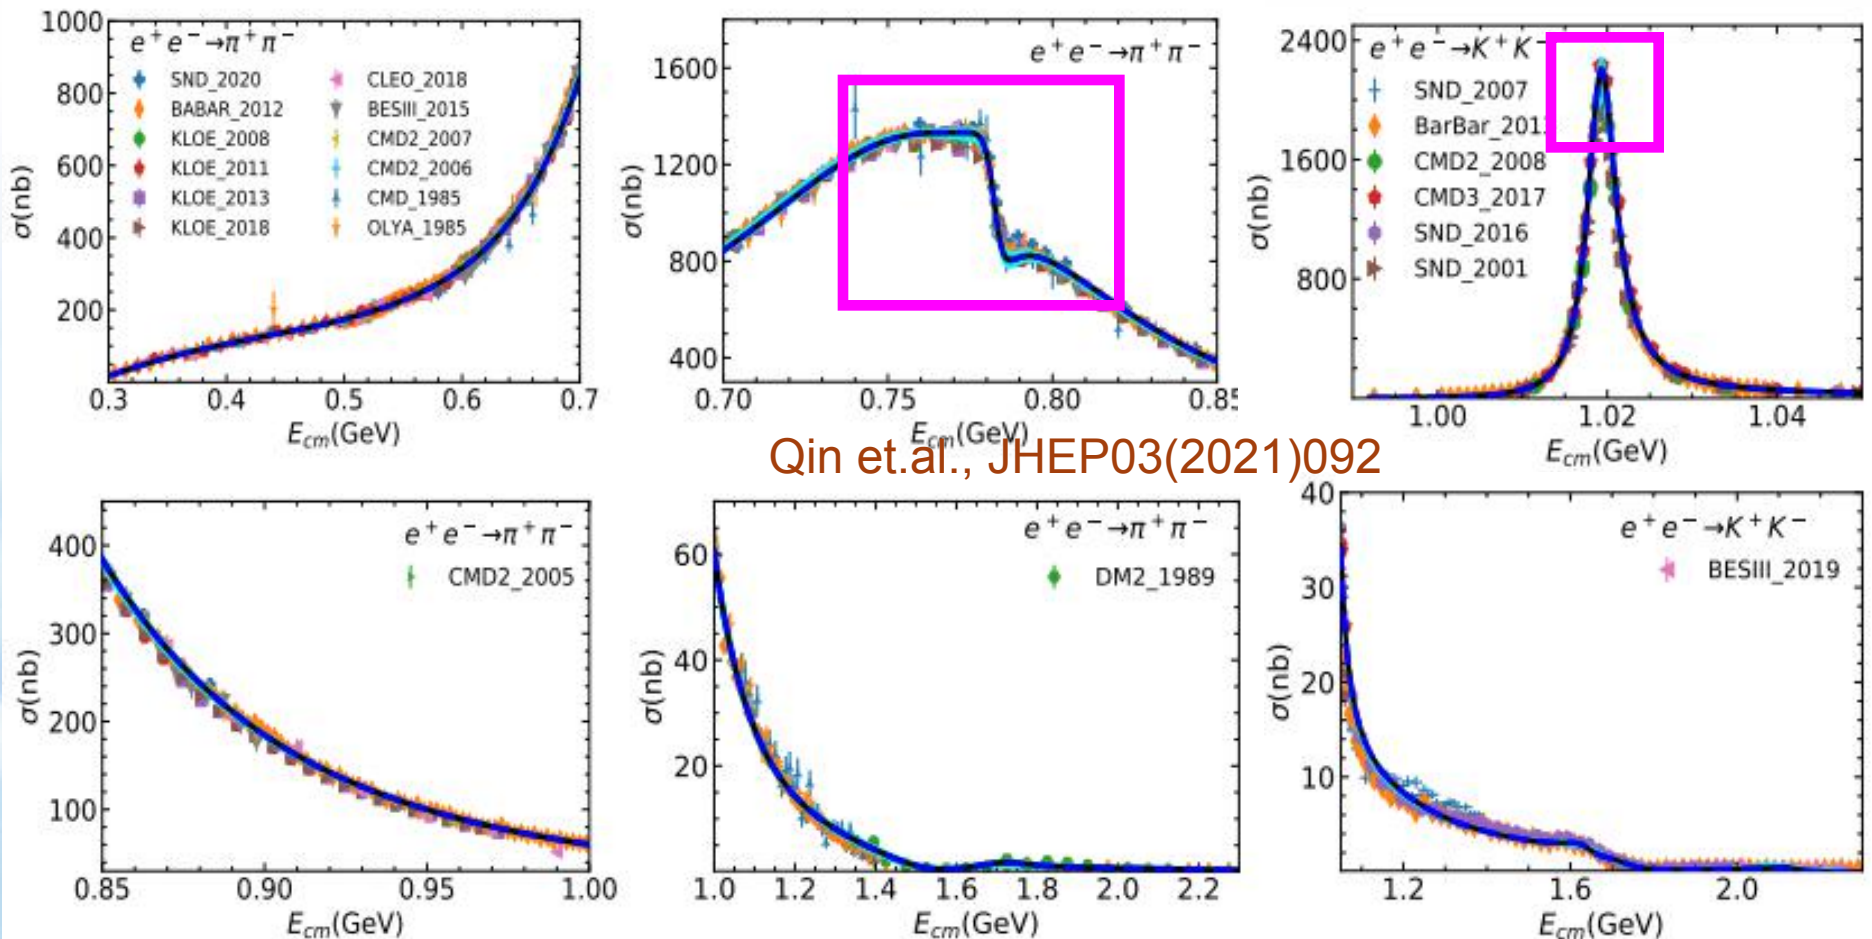 e⁺e⁻→π⁺π⁻
SND_2020
BABAR_2012
KLOE_2008
KLOE_2011
KLOE_2013
KLOE_2018
CLEO_2018
BESIII_2015
CMD2_2007
CMD2_2006
CMD_1985
OLYA_1985
1000
800
600
400
200
σ(nb)
0.3 0.4 0.5 0.6 0.7
E_cm(GeV)
e⁺e⁻→π⁺π⁻
1600
1200
800
400
σ(nb)
0.70 0.75 0.80 0.85
E_cm(GeV)
e⁺e⁻→K⁺K⁻
SND_2007
BarBar_201
CMD2_2008
CMD3_2017
SND_2016
SND_2001
2400
1600
800
σ(nb)
1.00 1.02 1.04
E_cm(GeV)
Qin et.al., JHEP03(2021)092
e⁺e⁻→π⁺π⁻
CMD2_2005
400
300
200
100
σ(nb)
0.85 0.90 0.95 1.00
E_cm(GeV)
e⁺e⁻→π⁺π⁻
DM2_1989
60
40
20
σ(nb)
1.0 1.2 1.4 1.6 1.8 2.0 2.2
E_cm(GeV)
e⁺e⁻→K⁺K⁻
BESIII_2019
40
30
20
10
σ(nb)
1.2 1.6 2.0
E_cm(GeV)